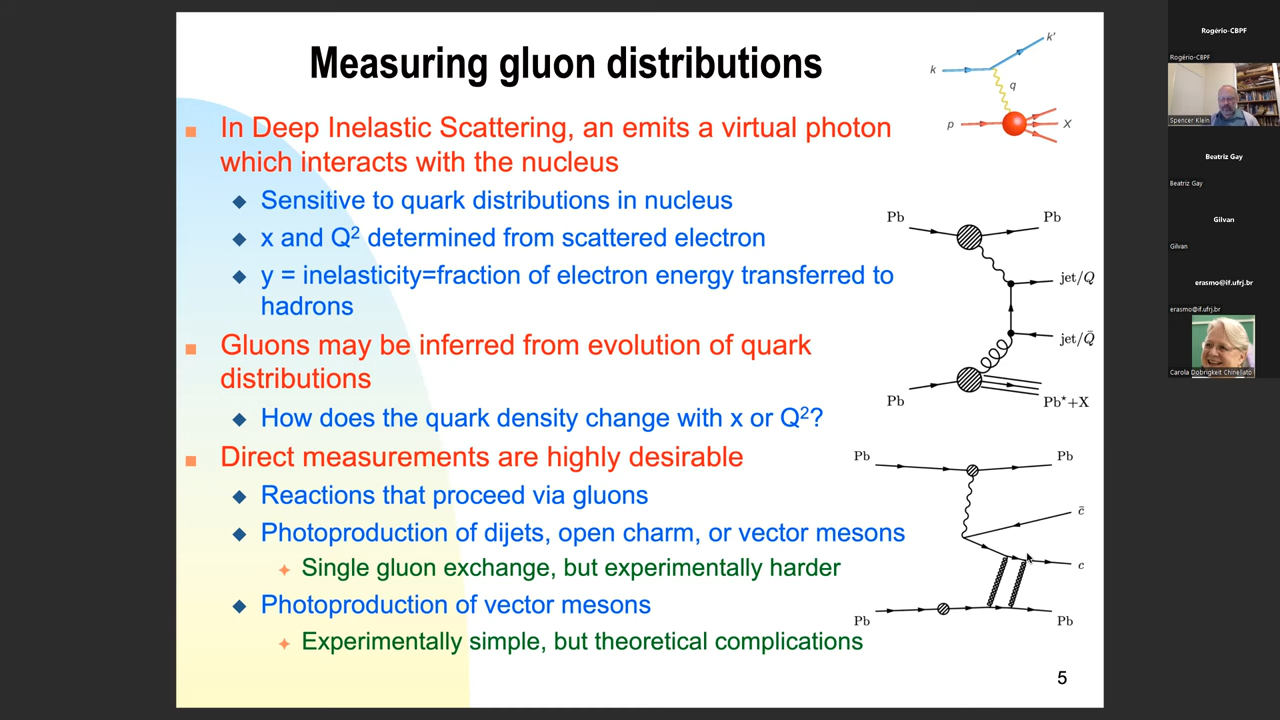 Measuring gluon distributions
In Deep Inelastic Scattering, an emits a virtual photon
which interacts with the nucleus
Sensitive to quark distributions in nucleus
x and Q² determined from scattered electron
y = inelasticity=fraction of electron energy transferred to
hadrons
Gluons may be inferred from evolution of quark
distributions
How does the quark density change with x or Q²?
Direct measurements are highly desirable
Reactions that proceed via gluons
Photoproduction of dijets, open charm, or vector mesons
Single gluon exchange, but experimentally harder
Photoproduction of vector mesons
Experimentally simple, but theoretical complications
k'
k
q
p
X
Pb
Pb
jet/Q
jet/Q̄
Pb
Pb*+X
Pb
Pb
c̄
c
Pb
Pb
5
Rogério-CBPF
Rogério-CBPF
Spencer Klein
Beatriz Gay
Beatriz Gay
Gilvan
Gilvan
erasmo@if.ufrj.br
erasmo@if.ufrj.br
Carola Dobrigkeit Chinellato